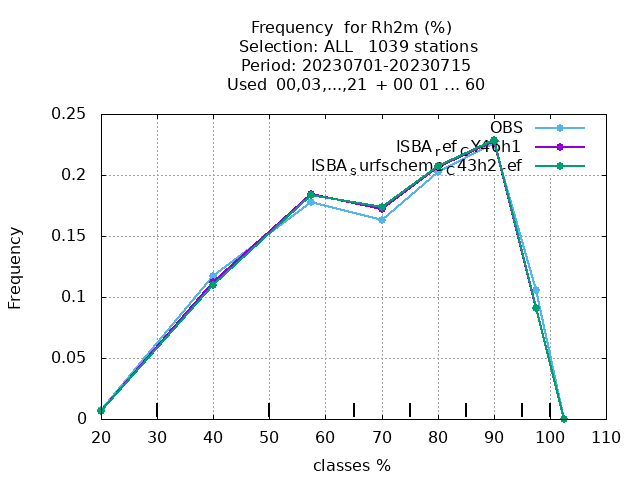 Frequency for Rh2m (%)
Selection: ALL 1039 stations
Period: 20230701-20230715
Used 00,03,...,21 + 00 01 ... 60
0.25
OBS
ISBA_ref_cY46h1
0.2
ISBA_surfscheme_c43h2_ref
0.15
Frequency
0.1
0.05
0
20 30 40 50 60 70 80 90 100 110
classes %